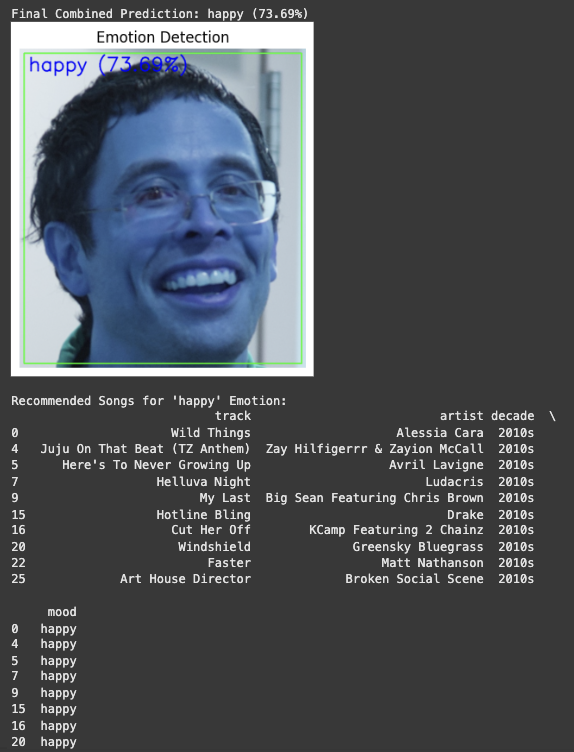 Final Combined Prediction: happy (73.69%)
Emotion Detection
happy (73.69%)
Recommended Songs for 'happy' Emotion:
track artist decade \
0 Wild Things Alessia Cara 2010s
4 Juju On That Beat (TZ Anthem) Zay Hilfigerrr & Zayion McCall 2010s
5 Here's To Never Growing Up Avril Lavigne 2010s
7 Helluva Night Ludacris 2010s
9 My Last Big Sean Featuring Chris Brown 2010s
15 Hotline Bling Drake 2010s
16 Cut Her Off KCamp Featuring 2 Chainz 2010s
20 Windshield Greensky Bluegrass 2010s
22 Faster Matt Nathanson 2010s
25 Art House Director Broken Social Scene 2010s
mood
0 happy
4 happy
5 happy
7 happy
9 happy
15 happy
16 happy
20 happy